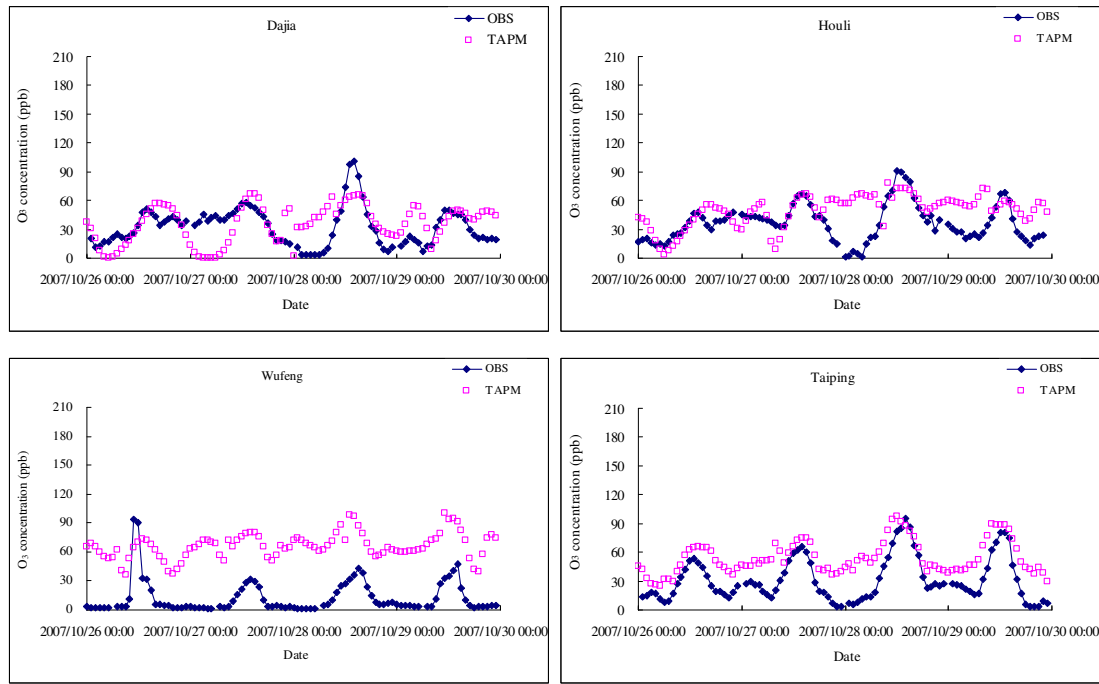 Dajia
OBS
TAPM
O3 concentration (ppb)
210
180
150
120
90
60
30
0
2007/10/26 00:00
2007/10/27 00:00
2007/10/28 00:00
2007/10/29 00:00
2007/10/30 00:00
Date
Houli
OBS
TAPM
O3 concentration (ppb)
210
180
150
120
90
60
30
0
2007/10/26 00:00
2007/10/27 00:00
2007/10/28 00:00
2007/10/29 00:00
2007/10/30 00:00
Date
Wufeng
OBS
TAPM
O3 concentration (ppb)
210
180
150
120
90
60
30
0
2007/10/26 00:00
2007/10/27 00:00
2007/10/28 00:00
2007/10/29 00:00
2007/10/30 00:00
Date
Taiping
OBS
TAPM
O3 concentration (ppb)
210
180
150
120
90
60
30
0
2007/10/26 00:00
2007/10/27 00:00
2007/10/28 00:00
2007/10/29 00:00
2007/10/30 00:00
Date